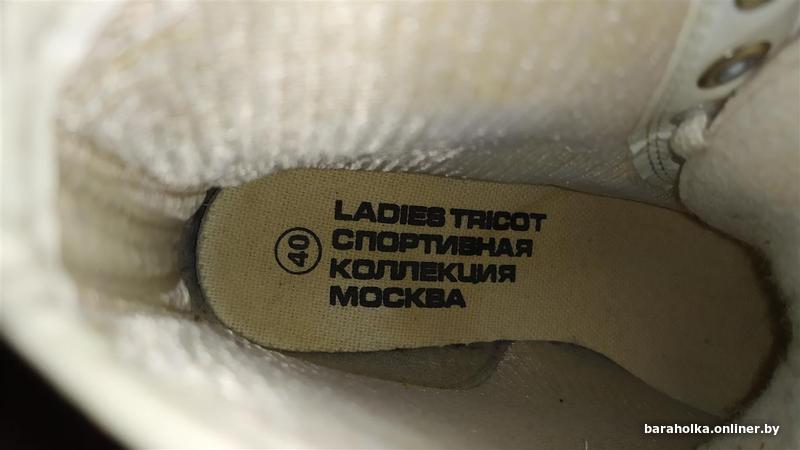 LADIES TRICOT
40
СПОРТИВНАЯ
КОЛЛЕКЦИЯ
МОСКВА
baraholka.onliner.by